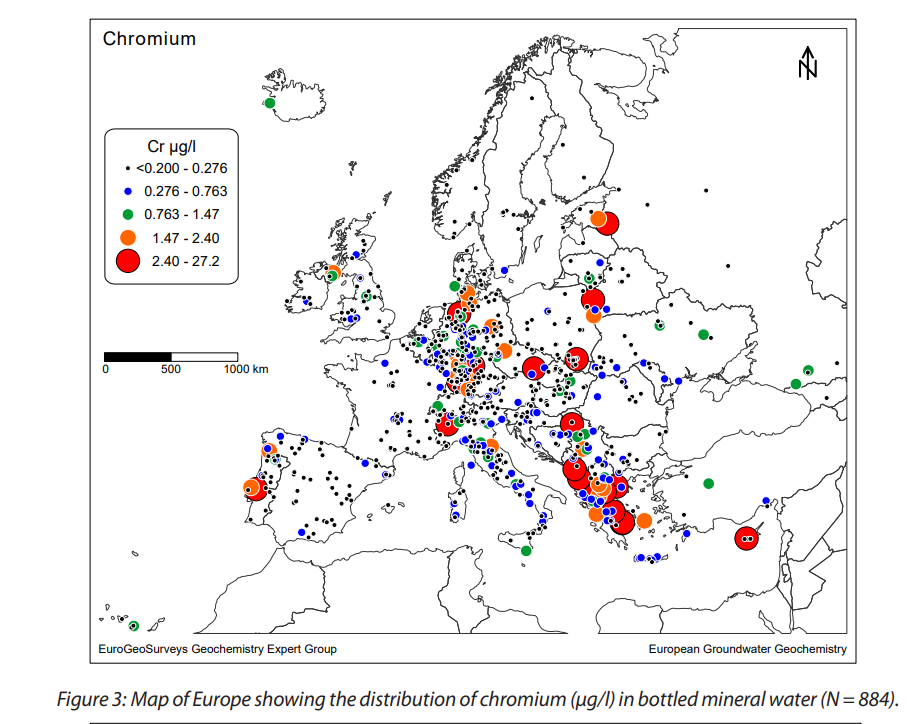 Chromium
N
Cr µg/l
<0.200 - 0.276
0.276 - 0.763
0.763 - 1.47
1.47 - 2.40
2.40 - 27.2
0 500 1000 km
EuroGeoSurveys Geochemistry Expert Group
European Groundwater Geochemistry
Figure 3: Map of Europe showing the distribution of chromium (µg/l) in bottled mineral water (N = 884).